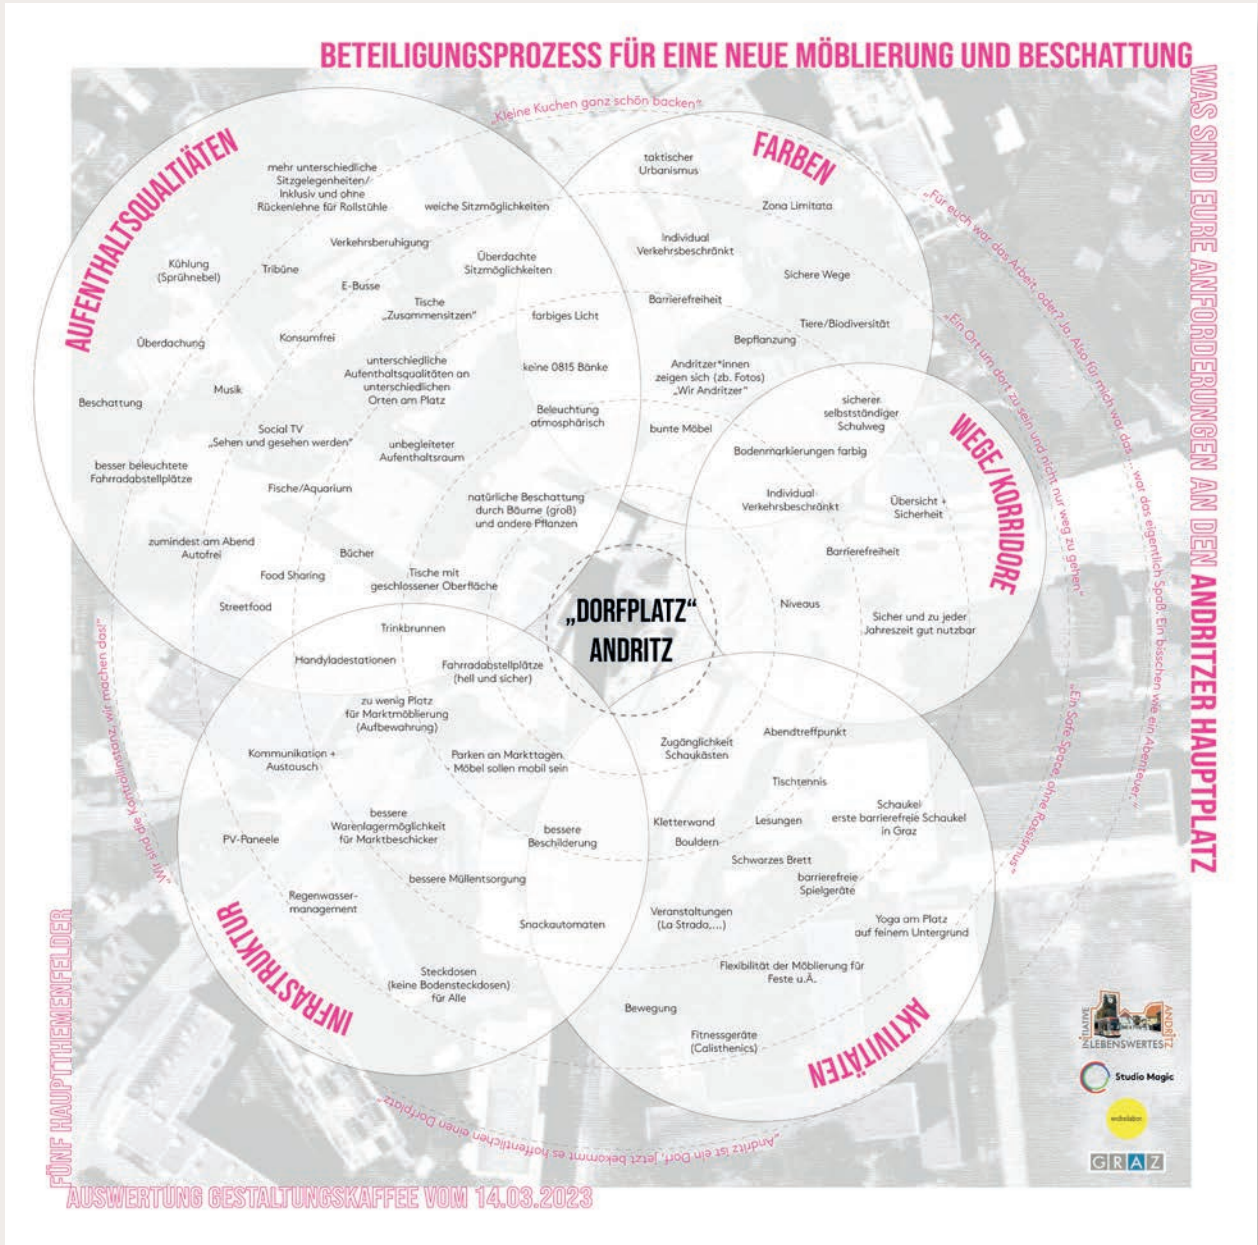 BETEILIGUNGSPROZESS FÜR EINE NEUE MÖBLIERUNG UND BESCHATTUNG
WAS SIND EURE ANFORDERUNGEN AN DEN ANDRITZER HAUPTPLATZ
„Kleine Kuchen ganz schön backen“
„Für euch war das Arbeit, oder? Ja. Also für mich war das ... war das eigentlich Spaß. Ein bisschen wie ein Abenteuer.“
„Ein Ort um dort zu sein und nicht nur weg zu gehen“
„Ein Safe Space, ohne Rassismus“
AUFENTHALTSQUALTIÄTEN
mehr unterschiedliche
Sitzgelegenheiten/
Inklusiv und ohne
Rückenlehne für Rollstühle
weiche Sitzmöglichkeiten
Verkehrsberuhigung
Kühlung
(Sprühnebel)
Tribüne
Überdachte
Sitzmöglichkeiten
E-Busse
Tische
„Zusammensitzen“
farbiges Licht
Überdachung
Konsumfrei
unterschiedliche
Aufenthaltsqualitäten an
unterschiedlichen
Orten am Platz
keine 0815 Bänke
Musik
Beschattung
Beleuchtung
atmosphärisch
Social TV
„Sehen und gesehen werden“
unbegleiteter
Aufenthaltsraum
besser beleuchtete
Fahrradabstellplätze
Fische/Aquarium
natürliche Beschattung
durch Bäume (groß)
und andere Pflanzen
zumindest am Abend
Autofrei
Bücher
Food Sharing
Tische mit
geschlossener Oberfläche
Streetfood
FARBEN
taktischer
Urbanismus
Zona Limitata
Individual
Verkehrsbeschränkt
Sichere Wege
Barrierefreiheit
Tiere/Biodiversität
Bepflanzung
Andritzer*innen
zeigen sich (zb. Fotos)
„Wir Andritzer“
bunte Möbel
WEGE/KORRIDORE
sicherer
selbstständiger
Schulweg
Bodenmarkierungen farbig
Individual
Verkehrsbeschränkt
Übersicht +
Sicherheit
Barrierefreiheit
Niveaus
Sicher und zu jeder
Jahreszeit gut nutzbar
„DORFPLATZ“
ANDRITZ
INFRASTRUKTUR
Trinkbrunnen
Handyladestationen
Fahrradabstellplätze
(hell und sicher)
zu wenig Platz
für Marktmöblierung
(Aufbewahrung)
Kommunikation +
Austausch
Parken an Markttagen
- Möbel sollen mobil sein
bessere
Warenlagermöglichkeit
für Marktbeschicker
PV-Paneele
bessere
Beschilderung
bessere Müllentsorgung
Regenwasser-
management
Snackautomaten
Steckdosen
(keine Bodensteckdosen)
für Alle
AKTIVITÄTEN
Zugänglichkeit
Schaukästen
Abendtreffpunkt
Tischtennis
Schaukel
erste barrierefreie Schaukel
in Graz
Kletterwand
Lesungen
Bouldern
Schwarzes Brett
barrierefreie
Spielgeräte
Veranstaltungen
(La Strada,...)
Yoga am Platz
auf feinem Untergrund
Flexibilität der Möblierung für
Feste u.Ä.
Bewegung
Fitnessgeräte
(Calisthenics)
„Wir sind die Kontrollinstanz, wir machen das!“
„Andritz ist ein Dorf, jetzt bekommt es hoffentlichen einen Dorfplatz“
INITIATIVE
LEBENSWERTES
ANDRITZ
Studio Magic
GRAZ
FÜNF HAUPTTHEMENFELDER
AUSWERTUNG GESTALTUNGSKAFFEE VOM 14.03.2023